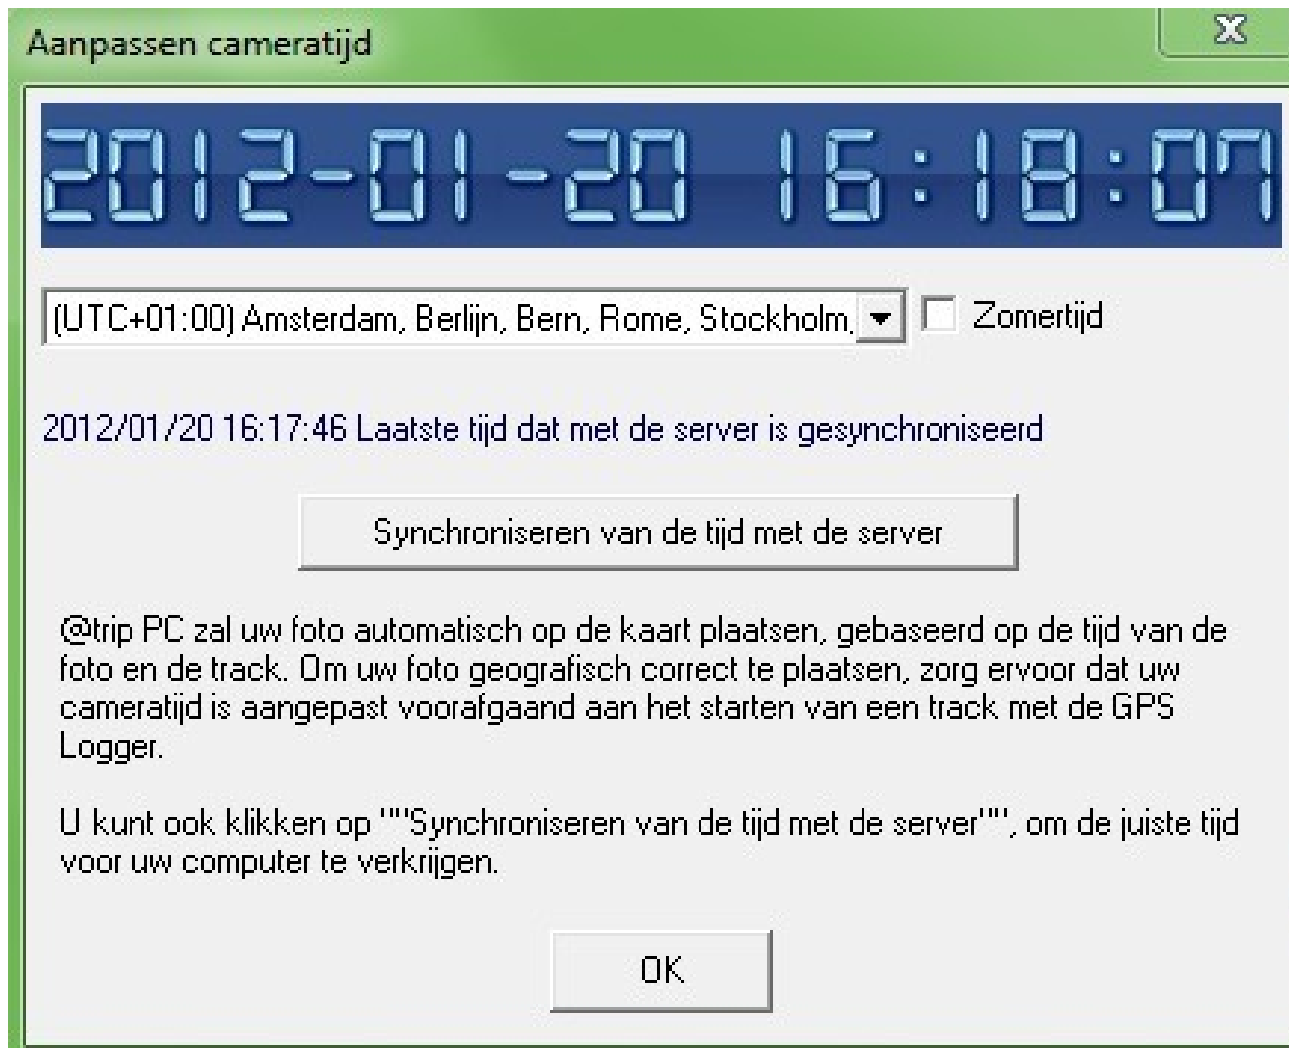 Aanpassen cameratijd
2012-01-20 16:18:07
(UTC+01:00) Amsterdam, Berlijn, Bern, Rome, Stockholm, Zomertijd
2012/01/20 16:17:46 Laatste tijd dat met de server is gesynchroniseerd
Synchroniseren van de tijd met de server
@trip PC zal uw foto automatisch op de kaart plaatsen, gebaseerd op de tijd van de
foto en de track. Om uw foto geografisch correct te plaatsen, zorg ervoor dat uw
cameratijd is aangepast voorafgaand aan het starten van een track met de GPS
Logger.
U kunt ook klikken op ""'Synchroniseren van de tijd met de server'"", om de juiste tijd
voor uw computer te verkrijgen.
OK